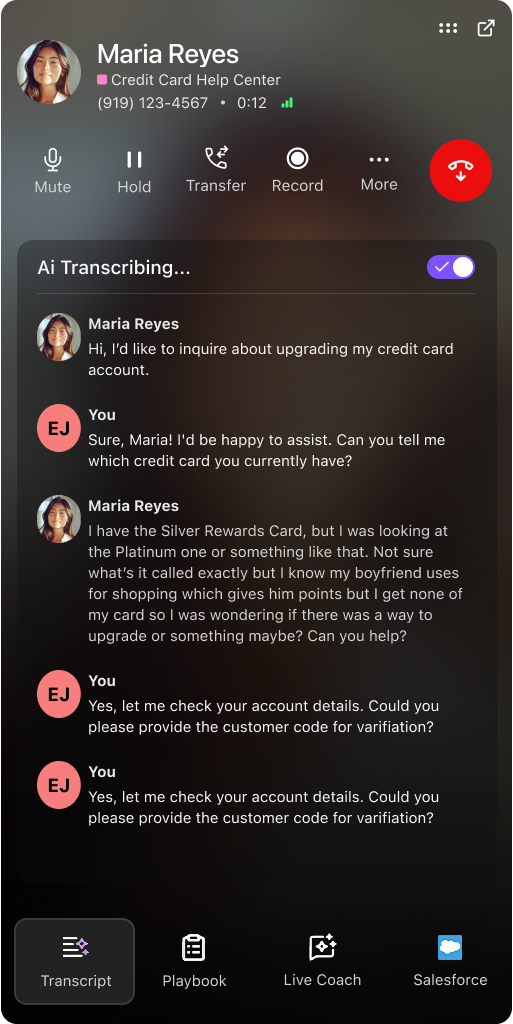 Maria Reyes
Credit Card Help Center
(919) 123-4567 • 0:12
Mute
Hold
Transfer
Record
More
Ai Transcribing...
Maria Reyes
Hi, I’d like to inquire about upgrading my credit card
account.
EJ
You
Sure, Maria! I'd be happy to assist. Can you tell me
which credit card you currently have?
Maria Reyes
I have the Silver Rewards Card, but I was looking at
the Platinum one or something like that. Not sure
what’s it called exactly but I know my boyfriend uses
for shopping which gives him points but I get none of
my card so I was wondering if there was a way to
upgrade or something maybe? Can you help?
EJ
You
Yes, let me check your account details. Could you
please provide the customer code for varifiation?
EJ
You
Yes, let me check your account details. Could you
please provide the customer code for varifiation?
Transcript
Playbook
Live Coach
Salesforce